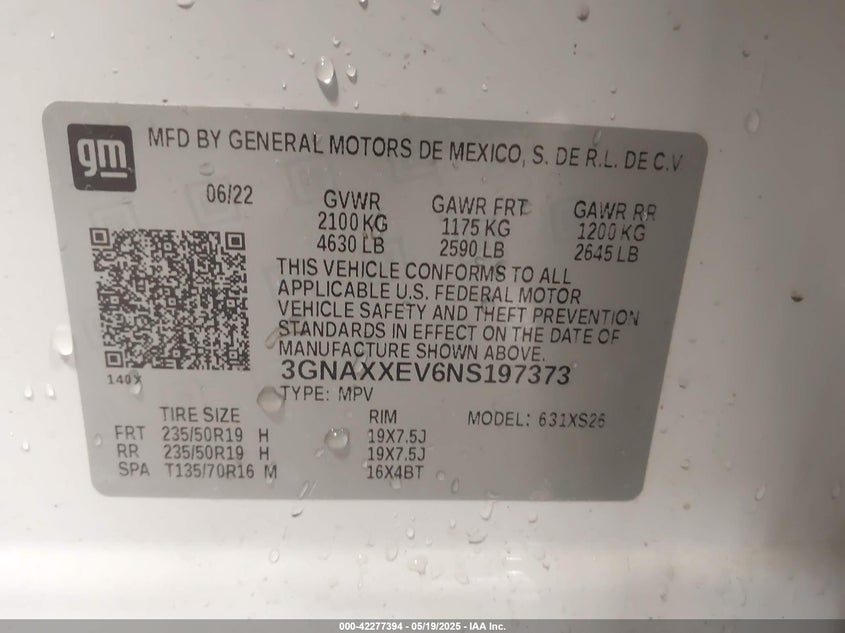 gm
MFD BY GENERAL MOTORS DE MEXICO, S. DE R.L. DE C.V
06/22
GVWR GAWR FRT GAWR RR
2100 KG 1175 KG 1200 KG
4630 LB 2590 LB 2645 LB
THIS VEHICLE CONFORMS TO ALL
APPLICABLE U.S. FEDERAL MOTOR
VEHICLE SAFETY AND THEFT PREVENTION
STANDARDS IN EFFECT ON THE DATE OF
MANUFACTURE SHOWN ABOVE.
140X
3GNAXXEV6NS197373
TYPE: MPV MODEL: 631XS26
TIRE SIZE RIM
FRT 235/50R19 H 19X7.5J
RR 235/50R19 H 19X7.5J
SPA T135/70R16 M 16X4BT
000-42277394 - 05/19/2025 - IAA Inc.